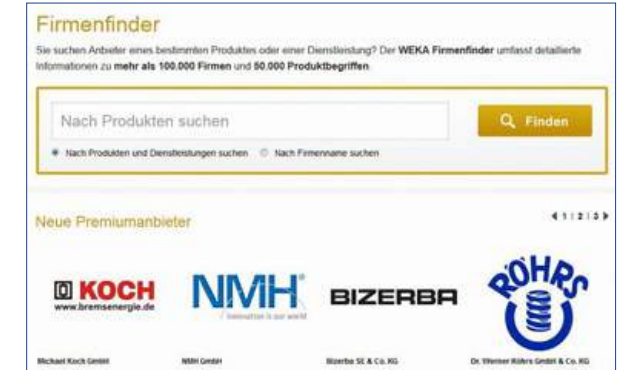 Firmenfinder
Sie suchen Anbieter eines bestimmten Produktes oder einer Dienstleistung? Der WEKA Firmenfinder umfasst detaillierte
Informationen zu mehr als 100.000 Firmen und 50.000 Produktbegriffen.
Nach Produkten suchen
Finden
Nach Produkten und Dienstleistungen suchen Nach Firmenname suchen
Neue Premiumanbieter
1 | 2 | 3
KOCH
www.bremsenergie.de
NMH®
Innovation is our world
BIZERBA
RÖHRS
Michael Koch GmbH
NMH GmbH
Bizerba SE & Co. KG
Dr. Werner Röhrs GmbH & Co. KG